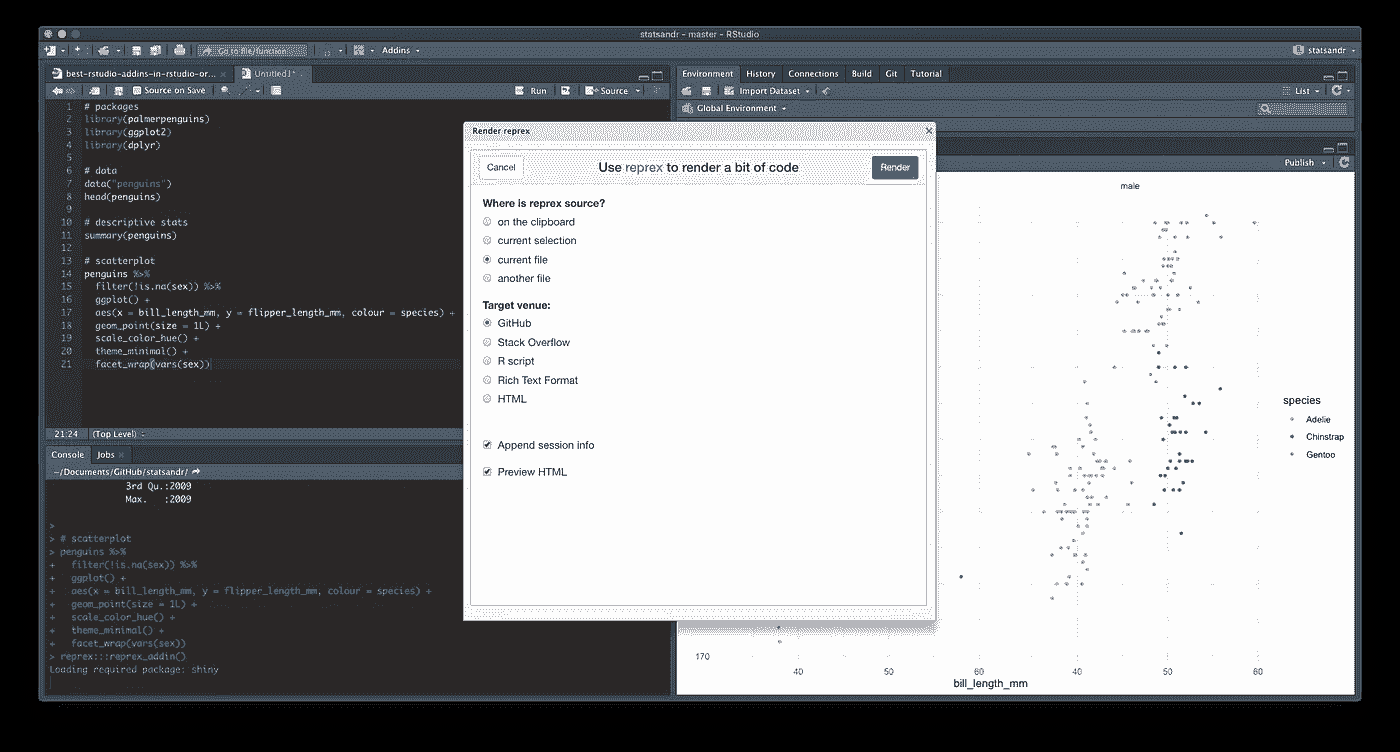 statsandr - master - RStudio
Go to file/function
Addins
statsandr
best-rstudio-addins-in-rstudio-or...
Untitled1*
Source on Save
Run
Source
1 # packages
2 library(palmerpenguins)
3 library(ggplot2)
4 library(dplyr)
5
6 # data
7 data("penguins")
8 head(penguins)
9
10 # descriptive stats
11 summary(penguins)
12
13 # scatterplot
14 penguins %>%
15 filter(!is.na(sex)) %>%
16 ggplot() +
17 aes(x = bill_length_mm, y = flipper_length_mm, colour = species) +
18 geom_point(size = 1L) +
19 scale_color_hue() +
20 theme_minimal() +
21 facet_wrap(vars(sex))
21:24 (Top Level)
Console Jobs
~/Documents/GitHub/statsandr/
3rd Qu.:2009
Max. :2009
>
> # scatterplot
> penguins %>%
+ filter(!is.na(sex)) %>%
+ ggplot() +
+ aes(x = bill_length_mm, y = flipper_length_mm, colour = species) +
+ geom_point(size = 1L) +
+ scale_color_hue() +
+ theme_minimal() +
+ facet_wrap(vars(sex))
> reprex:::reprex_addin()
Loading required package: shiny
Render reprex
Cancel
Use reprex to render a bit of code
Render
Where is reprex source?
on the clipboard
current selection
current file
another file
Target venue:
GitHub
Stack Overflow
R script
Rich Text Format
HTML
Append session info
Preview HTML
Environment History Connections Build Git Tutorial
Import Dataset
List
Global Environment
Publish
male
species
Adelie
Chinstrap
Gentoo
170
40 50 60 40 50 60
bill_length_mm